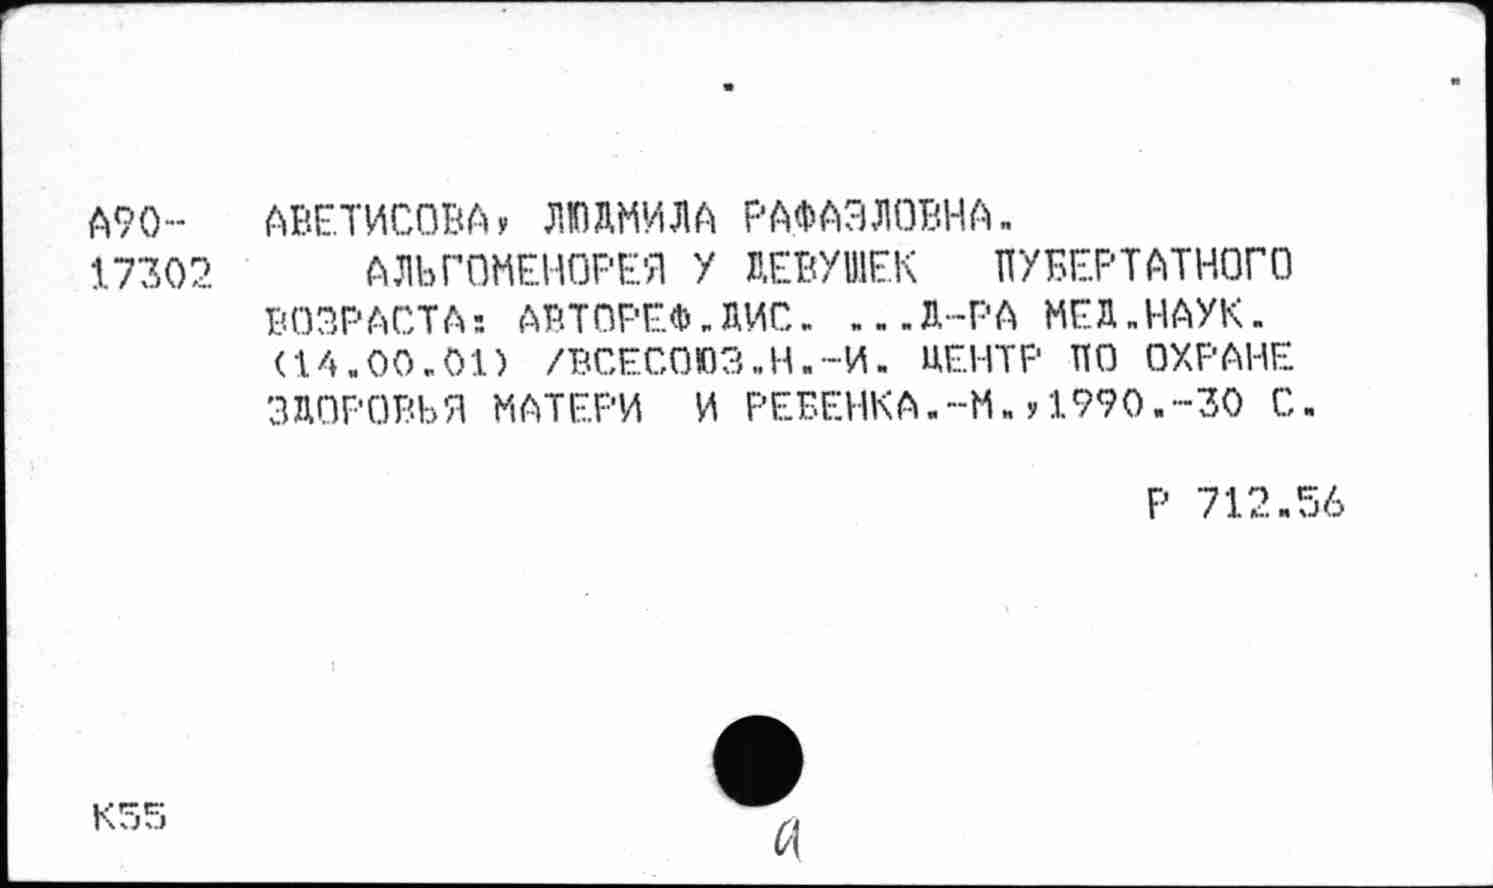 А90-   АВЕТИСОВА, ЛЮДМИЛА РАФАЭЛОВНА.
17302   АЛЬГОМЕНОРЕЯ У ДЕВУШЕК ПУБЕРТАТНОГО
ВОЗРАСТА: АВТОРЕФ.ДИС. ...Д-РА МЕД.НАУК.
(14.00.01) /ВСЕСОЮЗ.Н.-И. ЦЕНТР ПО ОХРАНЕ
ЗДОРОВЬЯ МАТЕРИ И РЕБЕНКА.-М.,1990.-30 С.
Р 712.56
К55
а